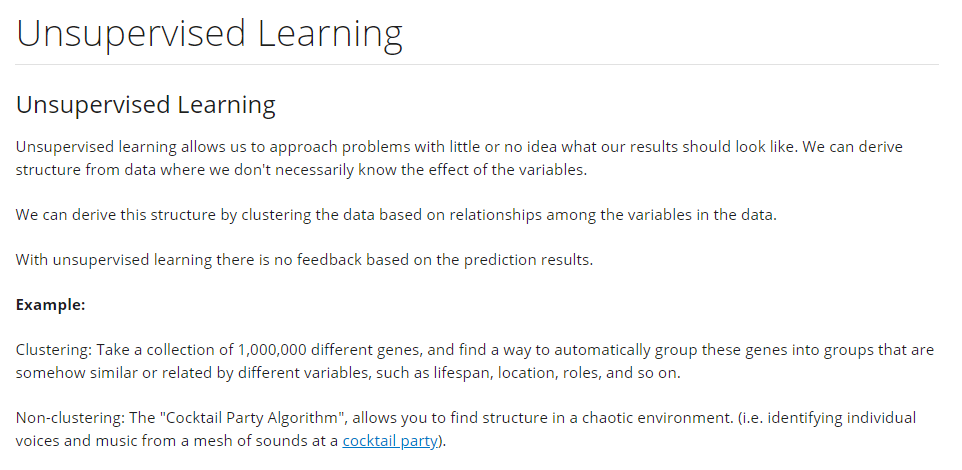 Unsupervised Learning
Unsupervised Learning
Unsupervised learning allows us to approach problems with little or no idea what our results should look like. We can derive
structure from data where we don't necessarily know the effect of the variables.
We can derive this structure by clustering the data based on relationships among the variables in the data.
With unsupervised learning there is no feedback based on the prediction results.
Example:
Clustering: Take a collection of 1,000,000 different genes, and find a way to automatically group these genes into groups that are
somehow similar or related by different variables, such as lifespan, location, roles, and so on.
Non-clustering: The "Cocktail Party Algorithm", allows you to find structure in a chaotic environment. (i.e. identifying individual
voices and music from a mesh of sounds at a cocktail party).